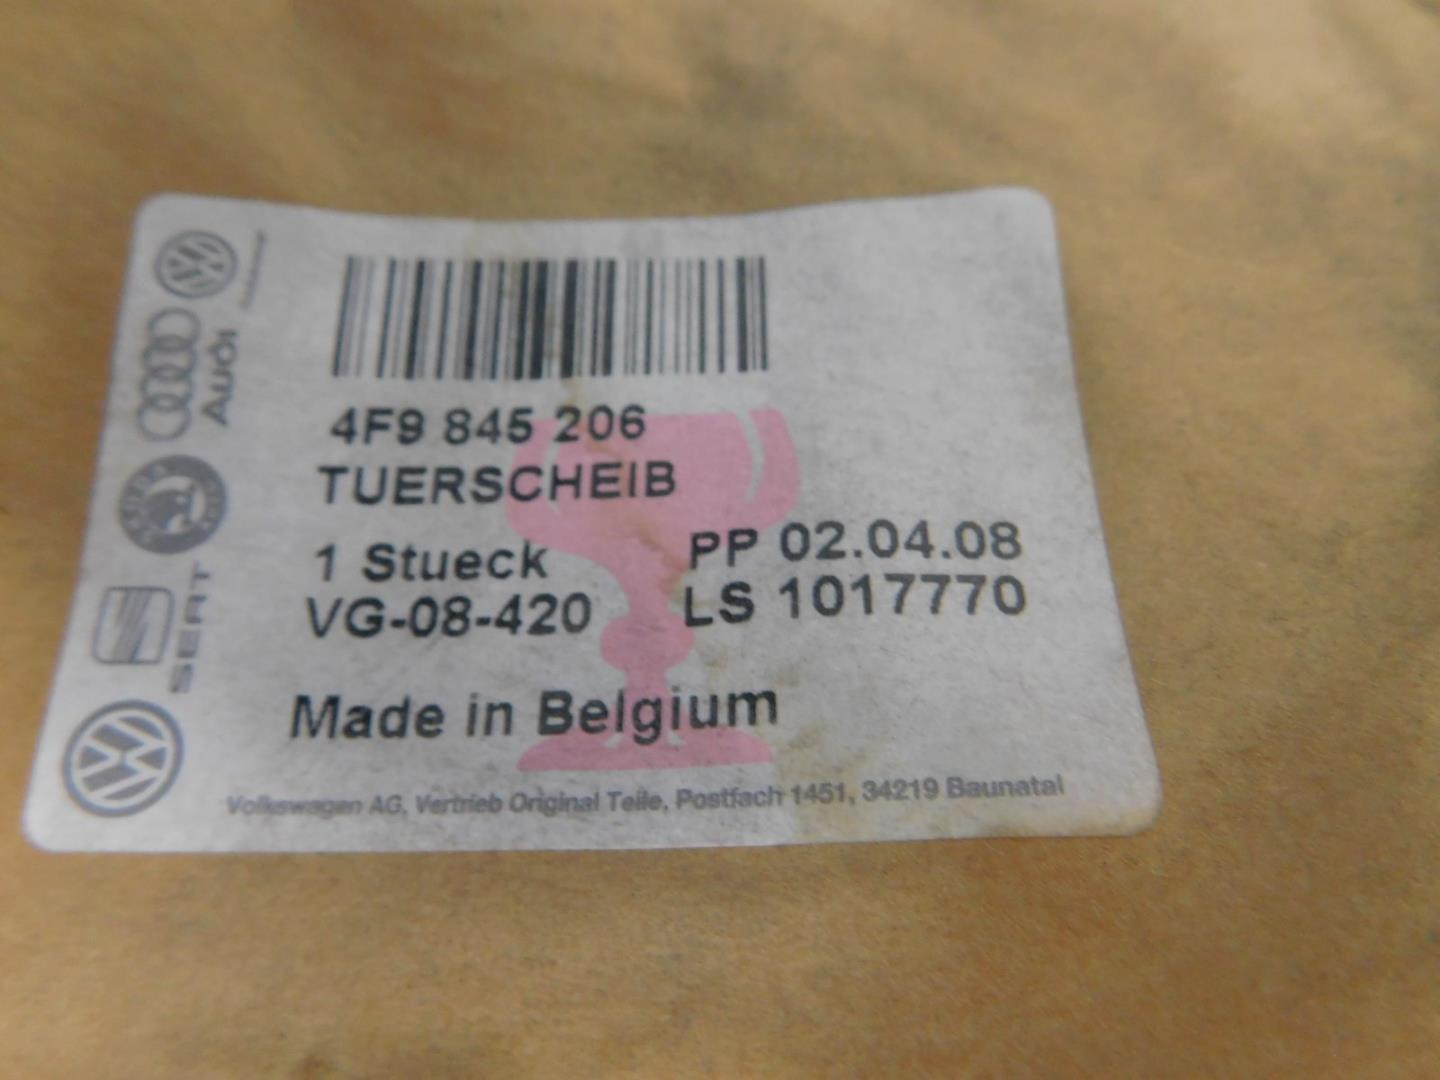 4F9 845 206
TUERSCHEIB
1 Stueck PP 02.04.08
VG-08-420 LS 1017770
Made in Belgium
Volkswagen AG, Vertrieb Original Teile, Postfach 1451, 34219 Baunatal
Audi
SEAT